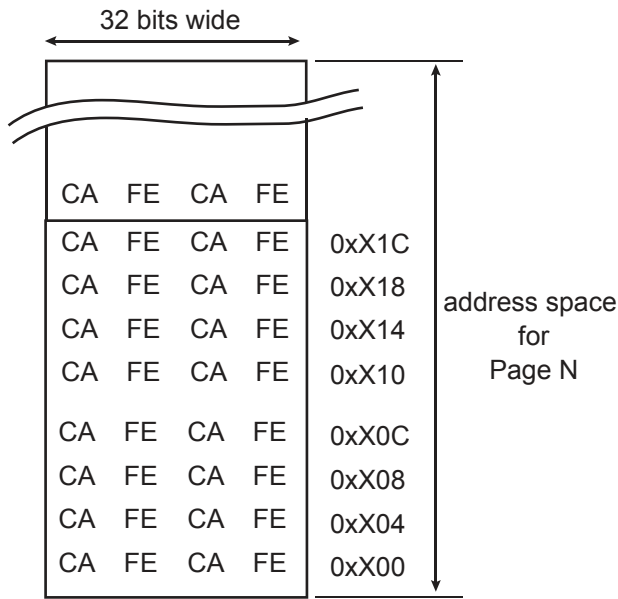 32 bits wide
CA FE CA FE
CA FE CA FE 0xX1C
CA FE CA FE 0xX18
CA FE CA FE 0xX14
CA FE CA FE 0xX10
CA FE CA FE 0xX0C
CA FE CA FE 0xX08
CA FE CA FE 0xX04
CA FE CA FE 0xX00
address space
for
Page N